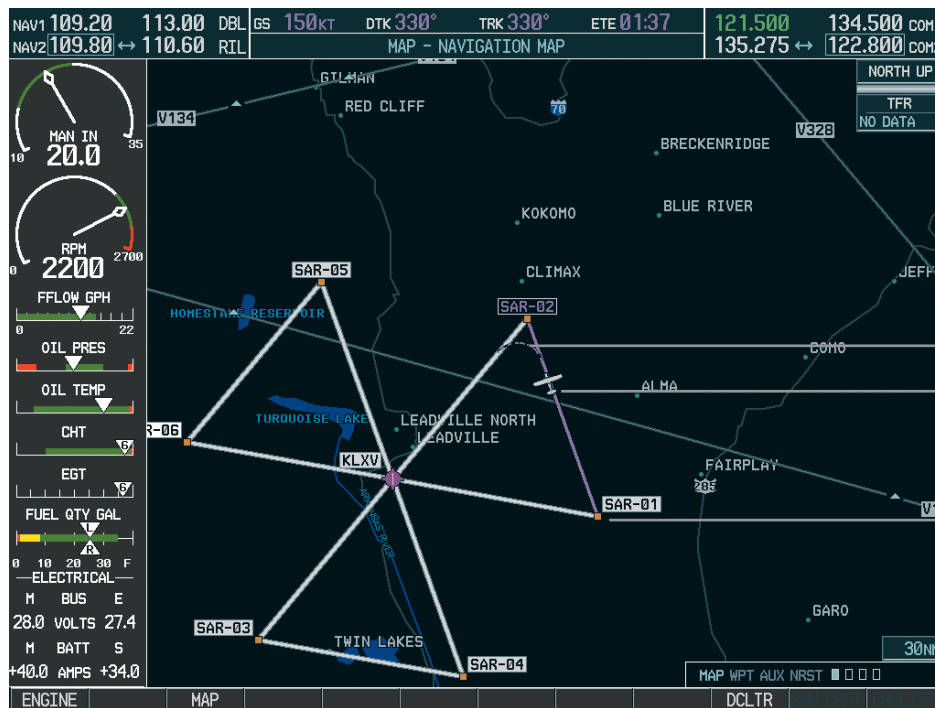 NAV1 109.20 113.00 DBL GS 150KT DTK 330° TRK 330° ETE 01:37 121.500 134.500 COM
NAV2 109.80 ↔ 110.60 RIL MAP - NAVIGATION MAP 135.275 ↔ 122.800 COM
NORTH UP
TFR
NO DATA
GILMAN
RED CLIFF
70
V134
V328
BRECKENRIDGE
MAN IN
20.0
10 35
BLUE RIVER
KOKOMO
RPM
2200
0 2700
SAR-05
CLIMAX
JEFF
FFLOW GPH
0 22
HOMESTAKE RESERVOIR
SAR-02
OIL PRES
COMO
OIL TEMP
ALMA
TURQUOISE LAKE
LEADVILLE NORTH
LEADVILLE
R-06
CHT
6
KLXV
FAIRPLAY
285
EGT
6
ARKANSAS RIVER
SAR-01
V1
FUEL QTY GAL
L
R
0 10 20 30 F
ELECTRICAL
M BUS E
28.0 VOLTS 27.4
M BATT S
+40.0 AMPS +34.0
GARO
SAR-03
TWIN LAKES
SAR-04
30NM
MAP WPT AUX NRST
ENGINE MAP DCLTR